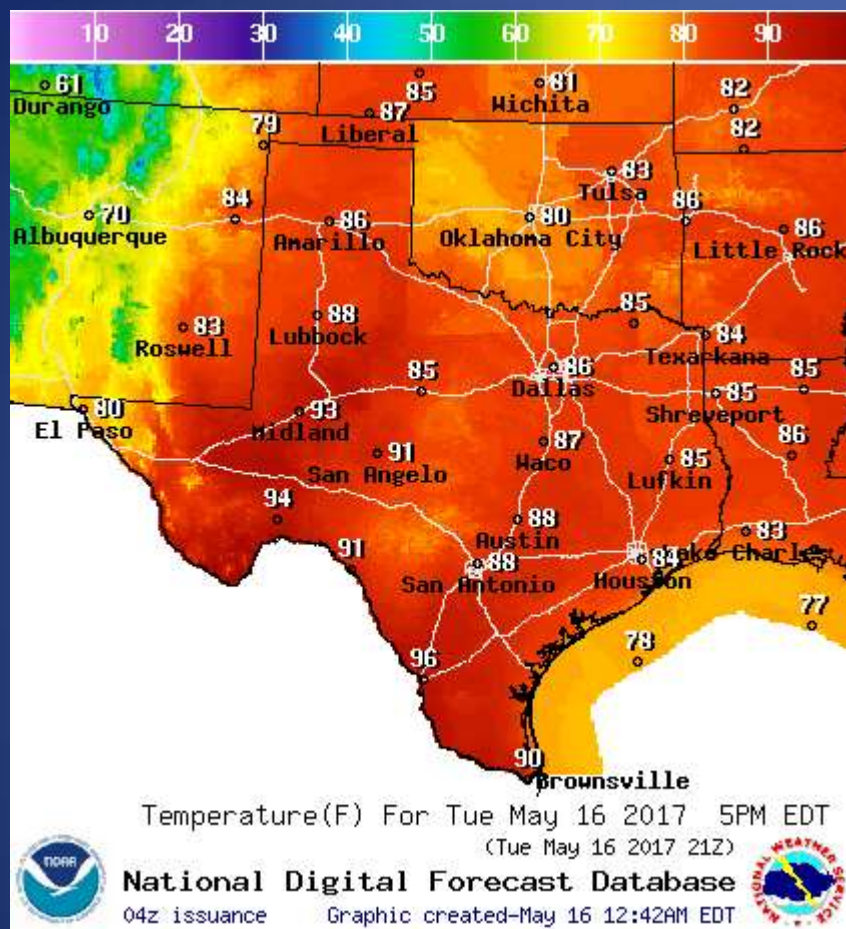 10 20 30 40 50 60 70 80 90
61 85 81 82
Durango Wichita
87
Liberal
79 82
83
Tulsa
84 86
70 86 80 86
Albuquerque Amarillo Oklahoma City Little Rock
83 88 85 84
Roswell Lubbock Texarkana
85 86 85 85
Dallas Shreveport
80 93
El Paso Midland
91 87 85 86
San Angelo Waco Lufkin
94 88 83
Austin Lake Charles
91 88 84
San Antonio Houston
77
96 78
90
Brownsville
Temperature(F) For Tue May 16 2017 5PM EDT
(Tue May 16 2017 21Z)
NOAA
National Digital Forecast Database
04z issuance Graphic created-May 16 12:42AM EDT
NATIONAL WEATHER SERVICE